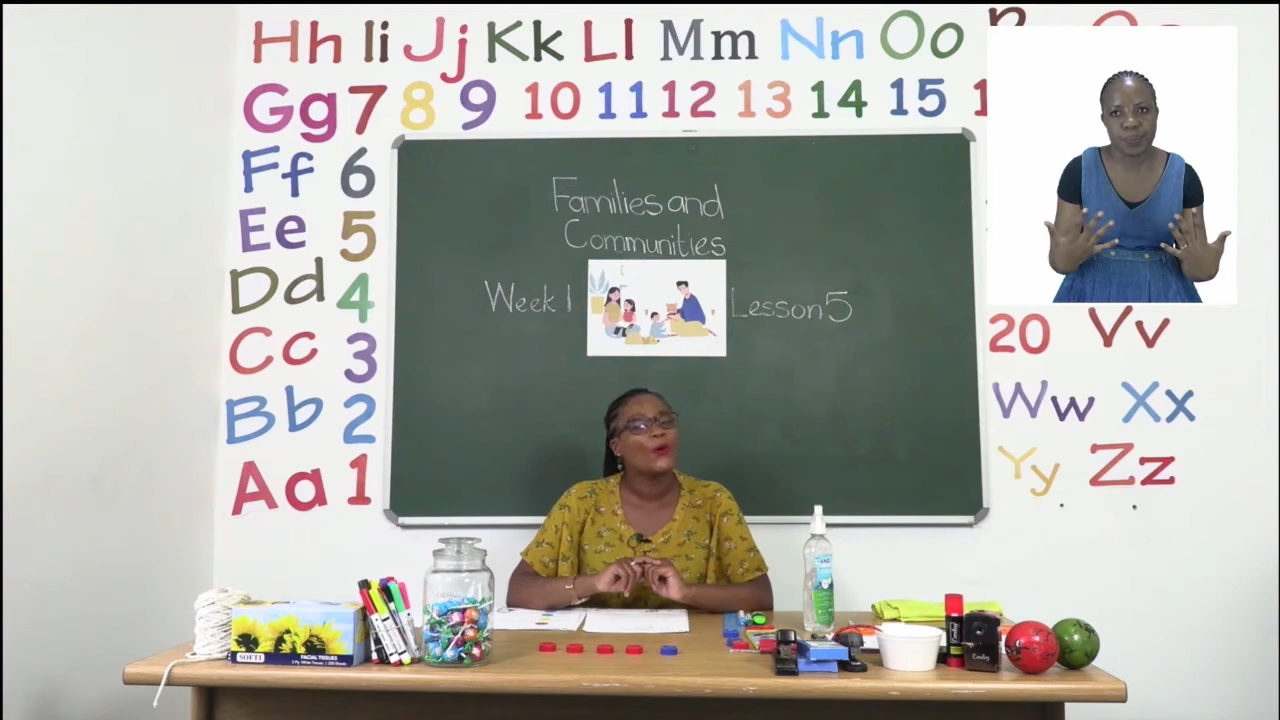 Hh Ii Jj Kk Ll Mm Nn Oo
Gg 7 8 9 10 11 12 13 14 15
Ff 6
Ee 5
Dd 4
Cc 3
Bb 2
Aa 1
Families and
Communities
Week 1
Lesson 5
20 Vv
Ww Xx
Yy Zz
SOFTI
FACIAL TISSUES